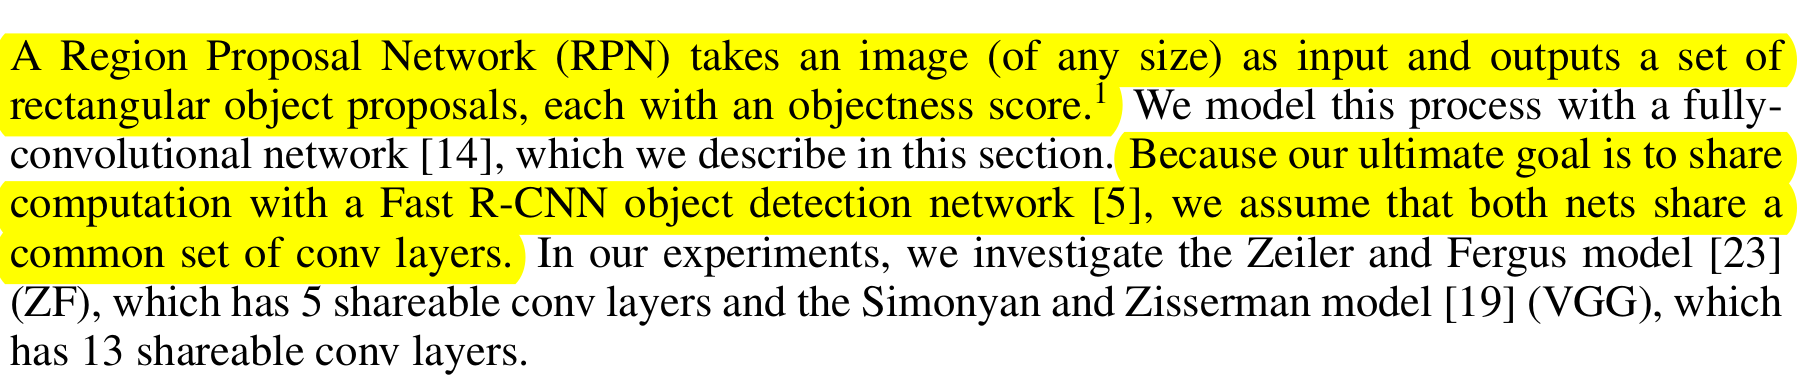 A Region Proposal Network (RPN) takes an image (of any size) as input and outputs a set of
rectangular object proposals, each with an objectness score.1 We model this process with a fully-
convolutional network [14], which we describe in this section. Because our ultimate goal is to share
computation with a Fast R-CNN object detection network [5], we assume that both nets share a
common set of conv layers. In our experiments, we investigate the Zeiler and Fergus model [23]
(ZF), which has 5 shareable conv layers and the Simonyan and Zisserman model [19] (VGG), which
has 13 shareable conv layers.